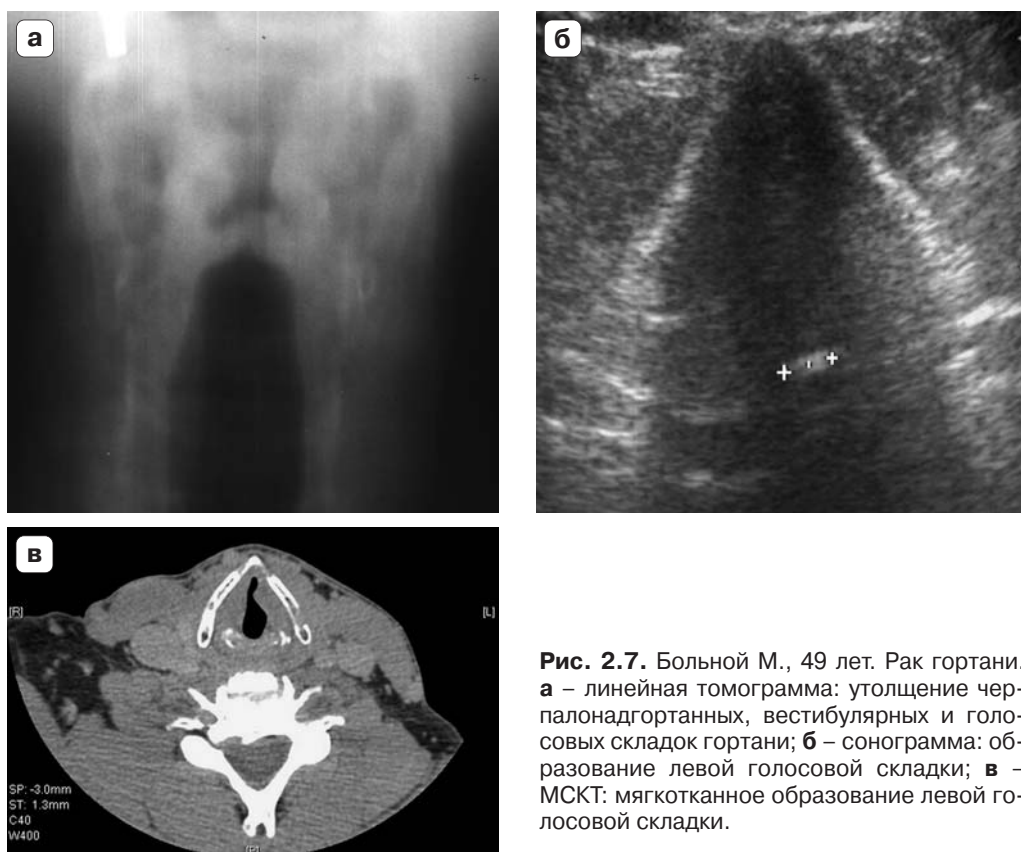 а
б
в
[R]
[L]
SP: -3.0mm
ST: 1.3mm
C40
W400
[P]
Рис. 2.7. Больной М., 49 лет. Рак гортани.
а – линейная томограмма: утолщение чер-
палонадгортанных, вестибулярных и голо-
совых складок гортани; б – сонограмма: об-
разование левой голосовой складки; в –
МСКТ: мягкотканное образование левой го-
лосовой складки.